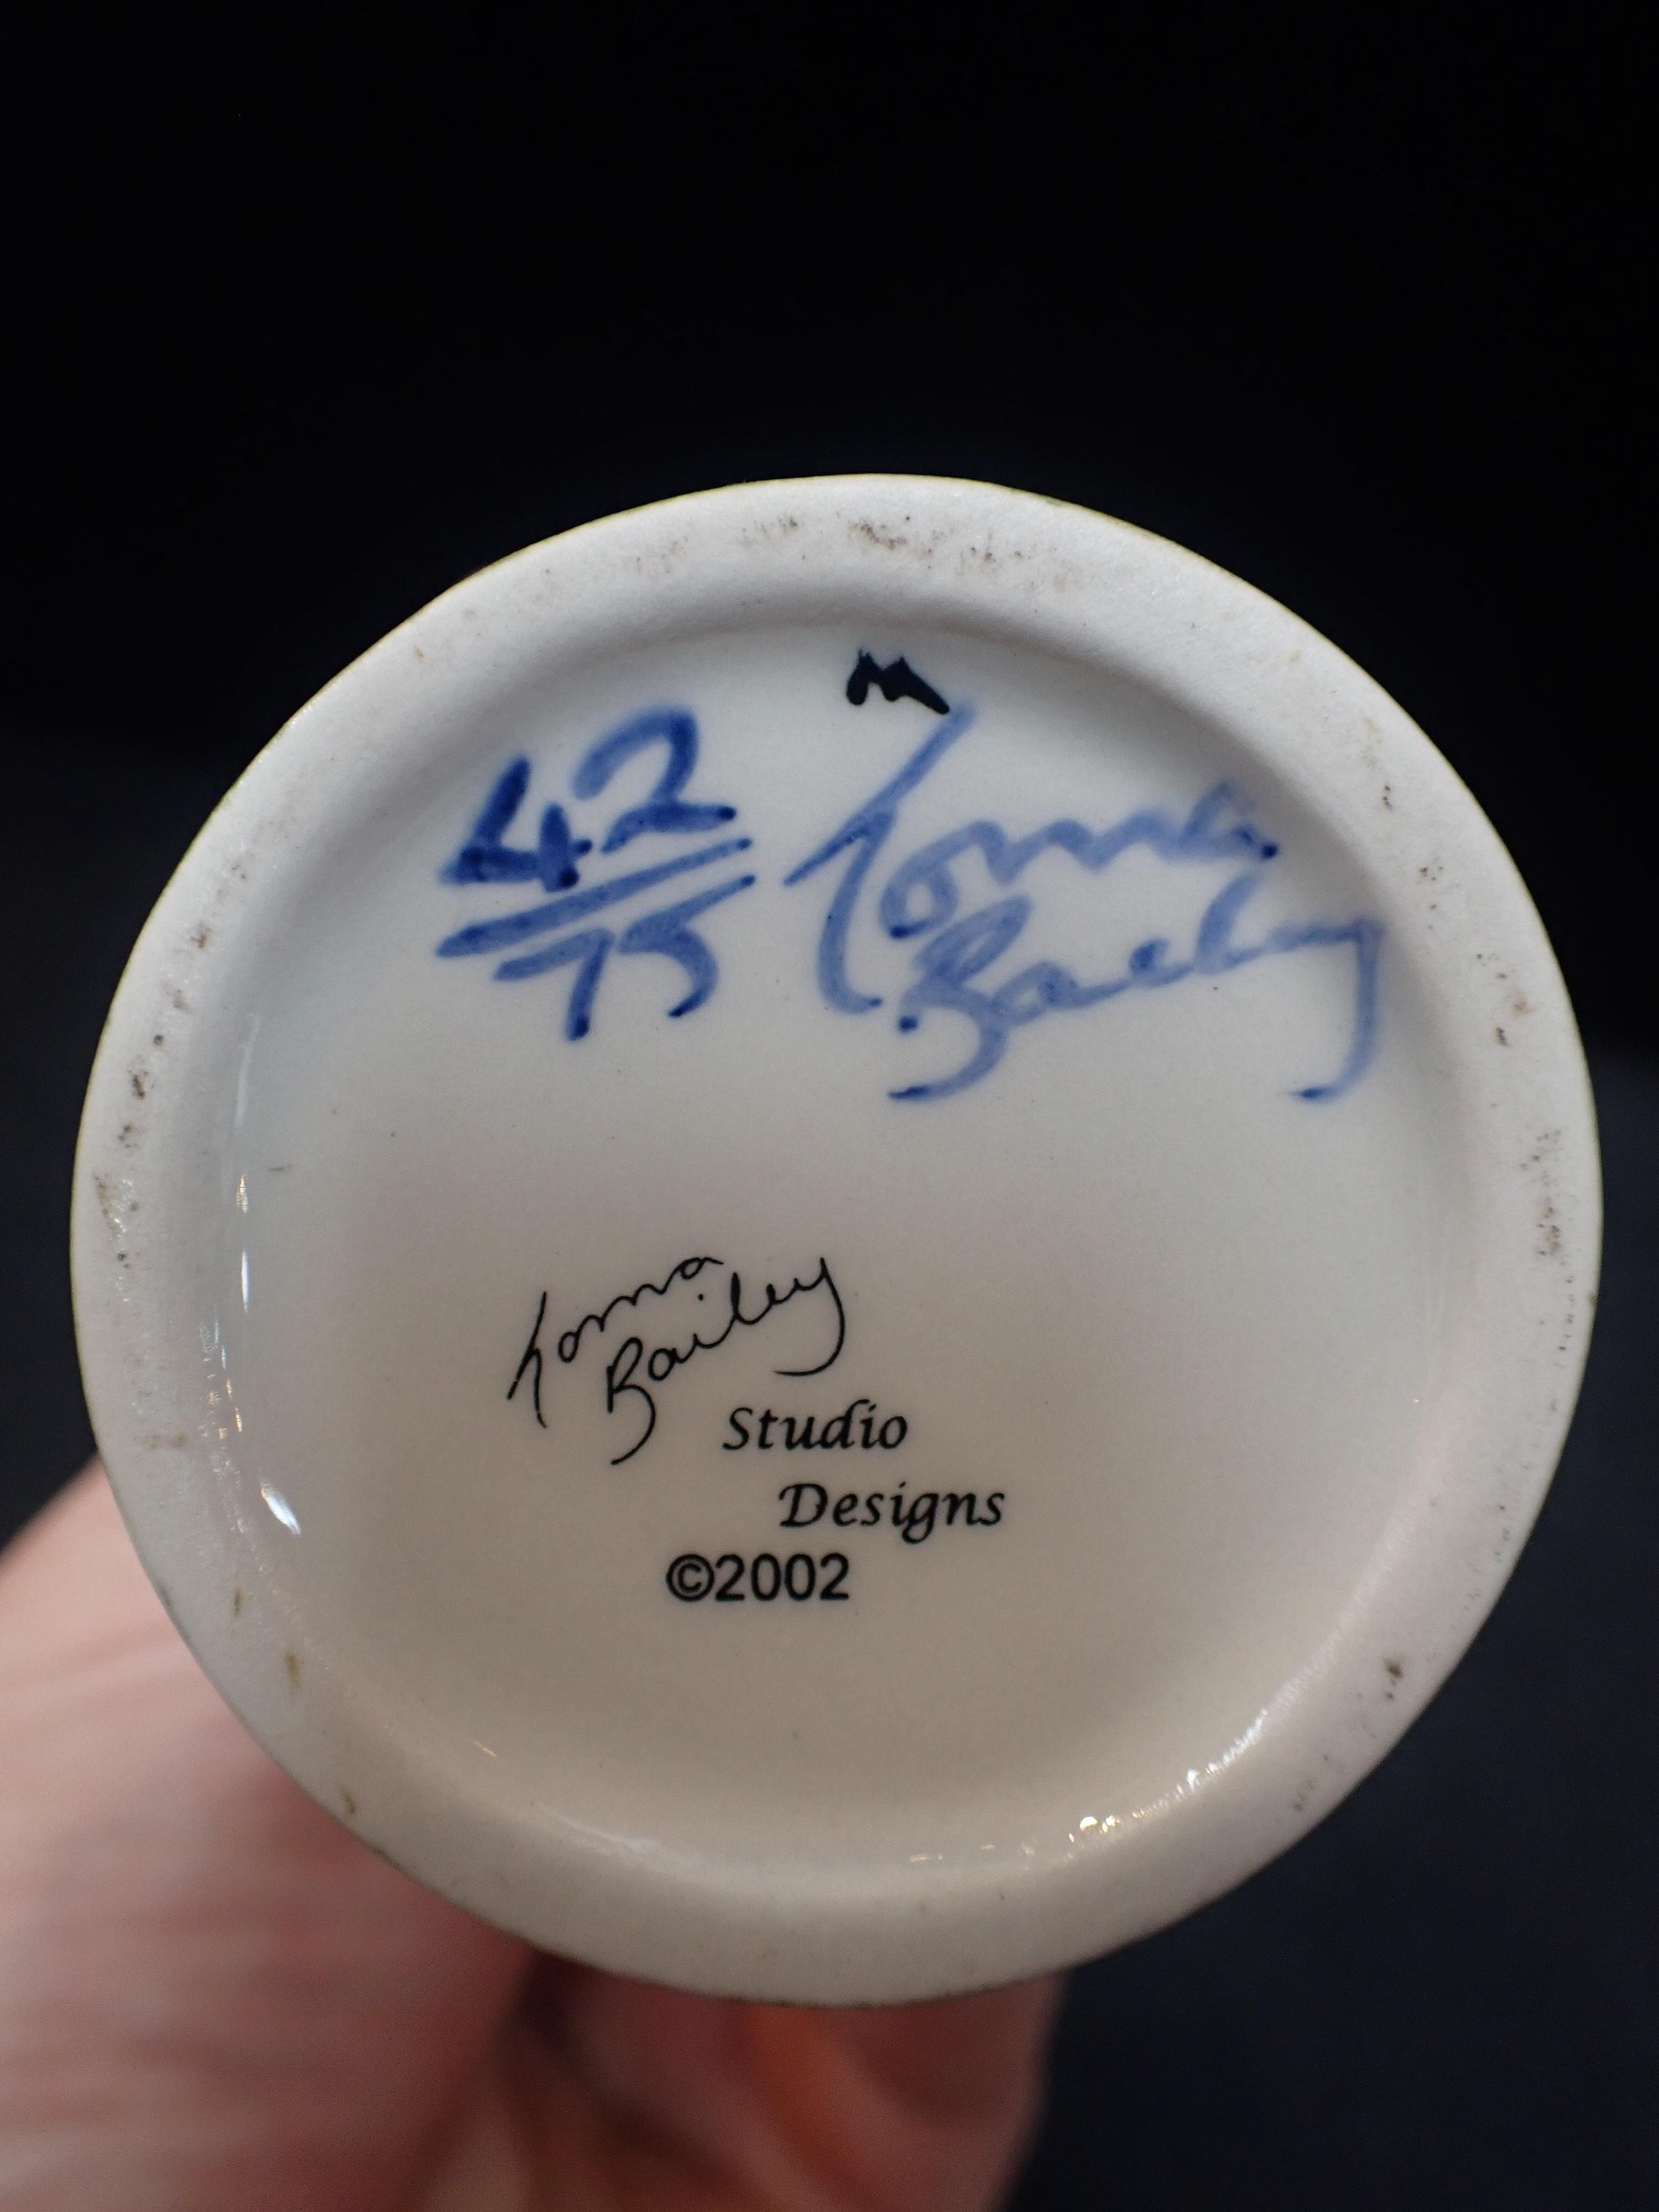 m
42 Lorna
75 Bailey
Lorna
Bailey
Studio
Designs
©2002